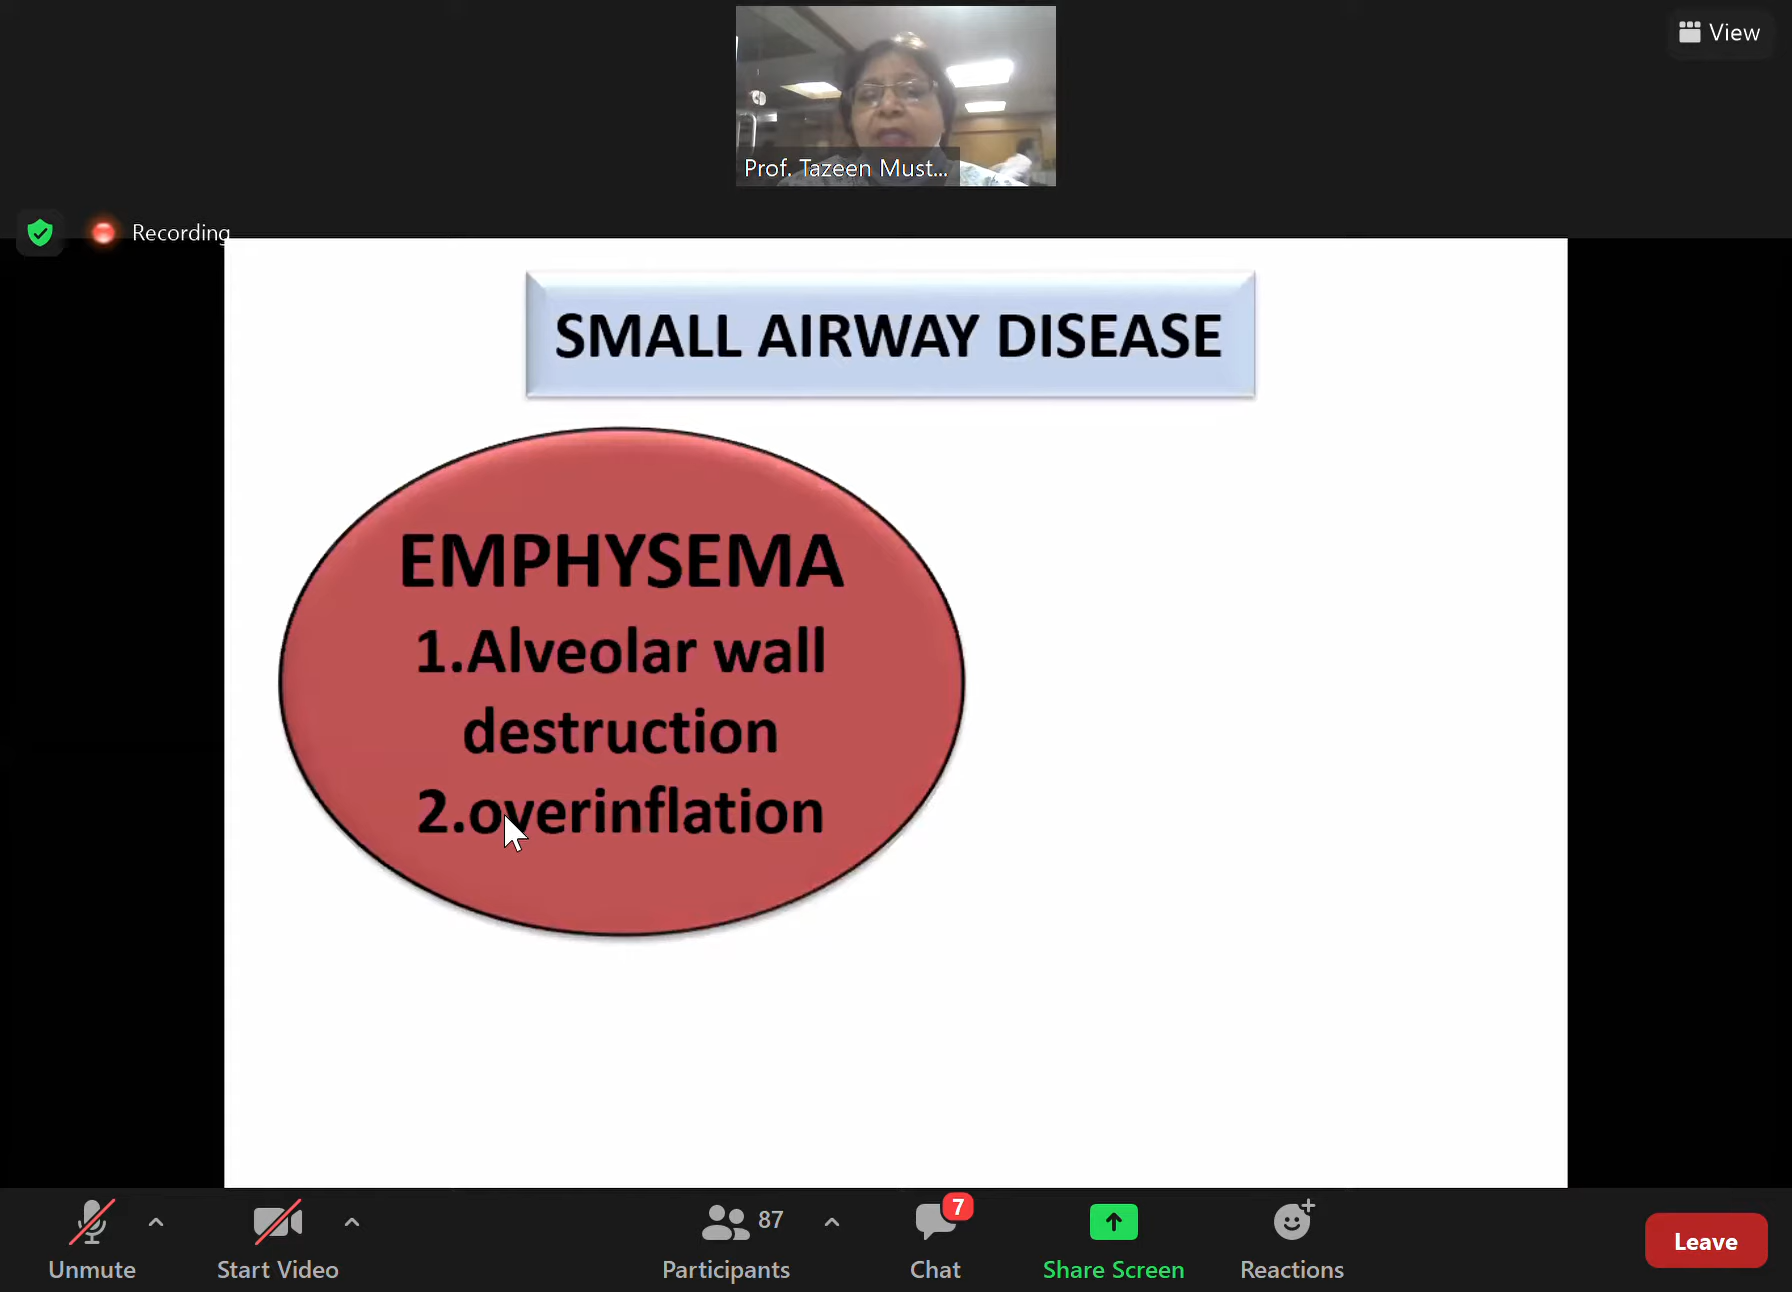 View
Prof. Tazeen Must...
Recording
SMALL AIRWAY DISEASE
EMPHYSEMA
1.Alveolar wall
destruction
2.overinflation
87
7
Unmute
Start Video
Participants
Chat
Share Screen
Reactions
Leave